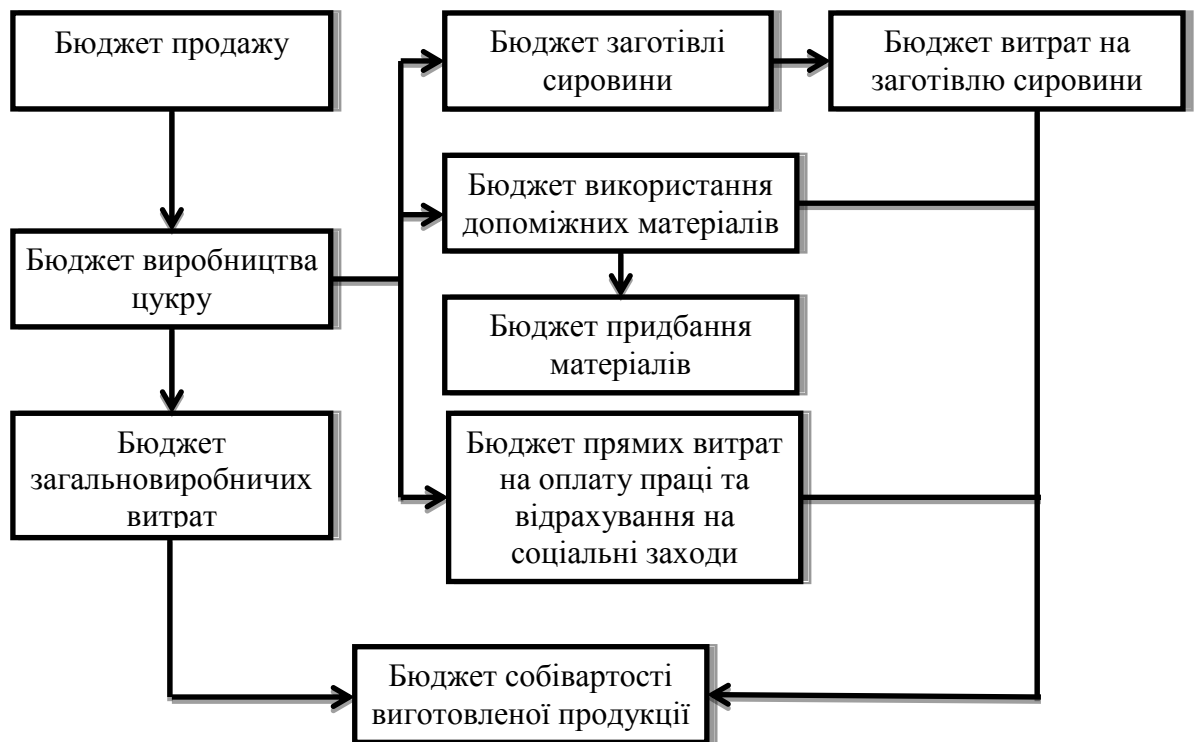 Бюджет продажу
Бюджет заготівлі
сировини
Бюджет витрат на
заготівлю сировини
Бюджет використання
допоміжних матеріалів
Бюджет виробництва
цукру
Бюджет придбання
матеріалів
Бюджет
загальновиробничих
витрат
Бюджет прямих витрат
на оплату праці та
відрахування на
соціальні заходи
Бюджет собівартості
виготовленої продукції